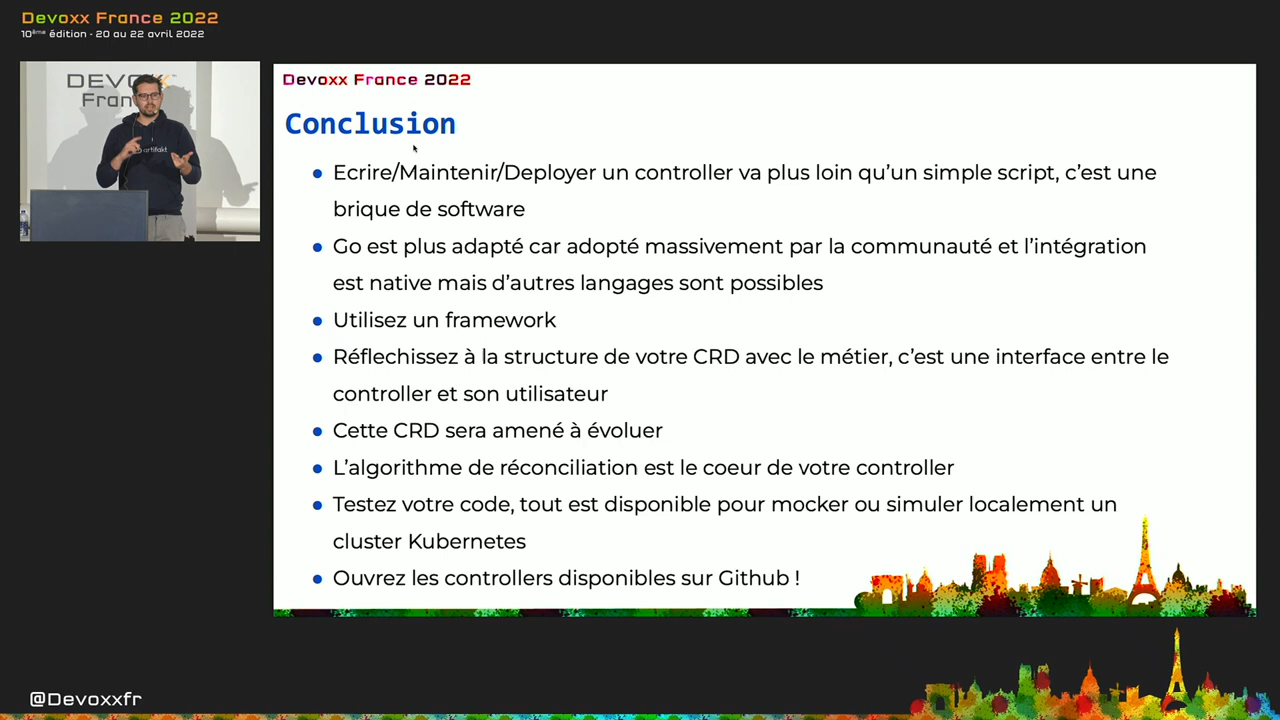 Devoxx France 2022
10ème édition - 20 au 22 avril 2022
DEVOXX
Fran
artifakt
Devoxx France 2022
Conclusion
● Ecrire/Maintenir/Deployer un controller va plus loin qu’un simple script, c’est une
brique de software
● Go est plus adapté car adopté massivement par la communauté et l’intégration
est native mais d’autres langages sont possibles
● Utilisez un framework
● Réflechissez à la structure de votre CRD avec le métier, c’est une interface entre le
controller et son utilisateur
● Cette CRD sera amené à évoluer
● L’algorithme de réconciliation est le coeur de votre controller
● Testez votre code, tout est disponible pour mocker ou simuler localement un
cluster Kubernetes
● Ouvrez les controllers disponibles sur Github !
@Devoxxfr